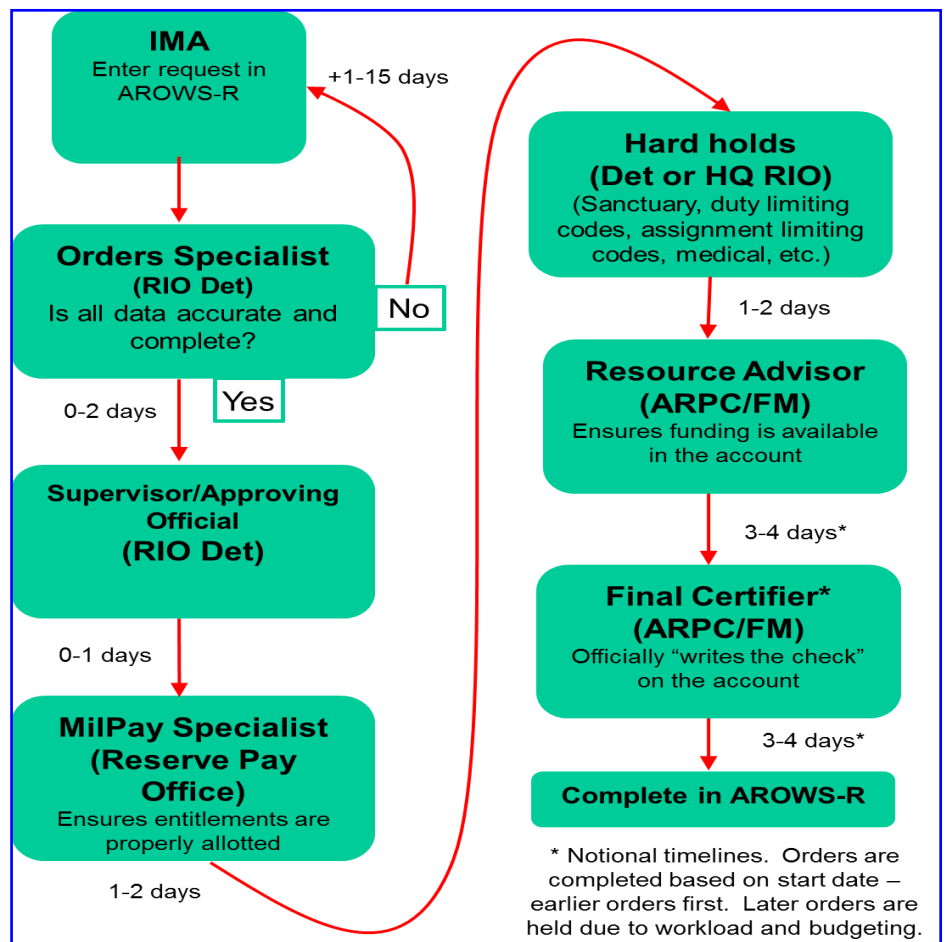 IMA
Enter request in
AROWS-R
+1-15 days
Orders Specialist
(RIO Det)
Is all data accurate and
complete?
No
Yes
0-2 days
Supervisor/Approving
Official
(RIO Det)
0-1 days
MilPay Specialist
(Reserve Pay
Office)
Ensures entitlements are
properly allotted
1-2 days
Hard holds
(Det or HQ RIO)
(Sanctuary, duty limiting
codes, assignment limiting
codes, medical, etc.)
1-2 days
Resource Advisor
(ARPC/FM)
Ensures funding is available
in the account
3-4 days*
Final Certifier*
(ARPC/FM)
Officially “writes the check”
on the account
3-4 days*
Complete in AROWS-R
* Notional timelines. Orders are
completed based on start date –
earlier orders first. Later orders are
held due to workload and budgeting.